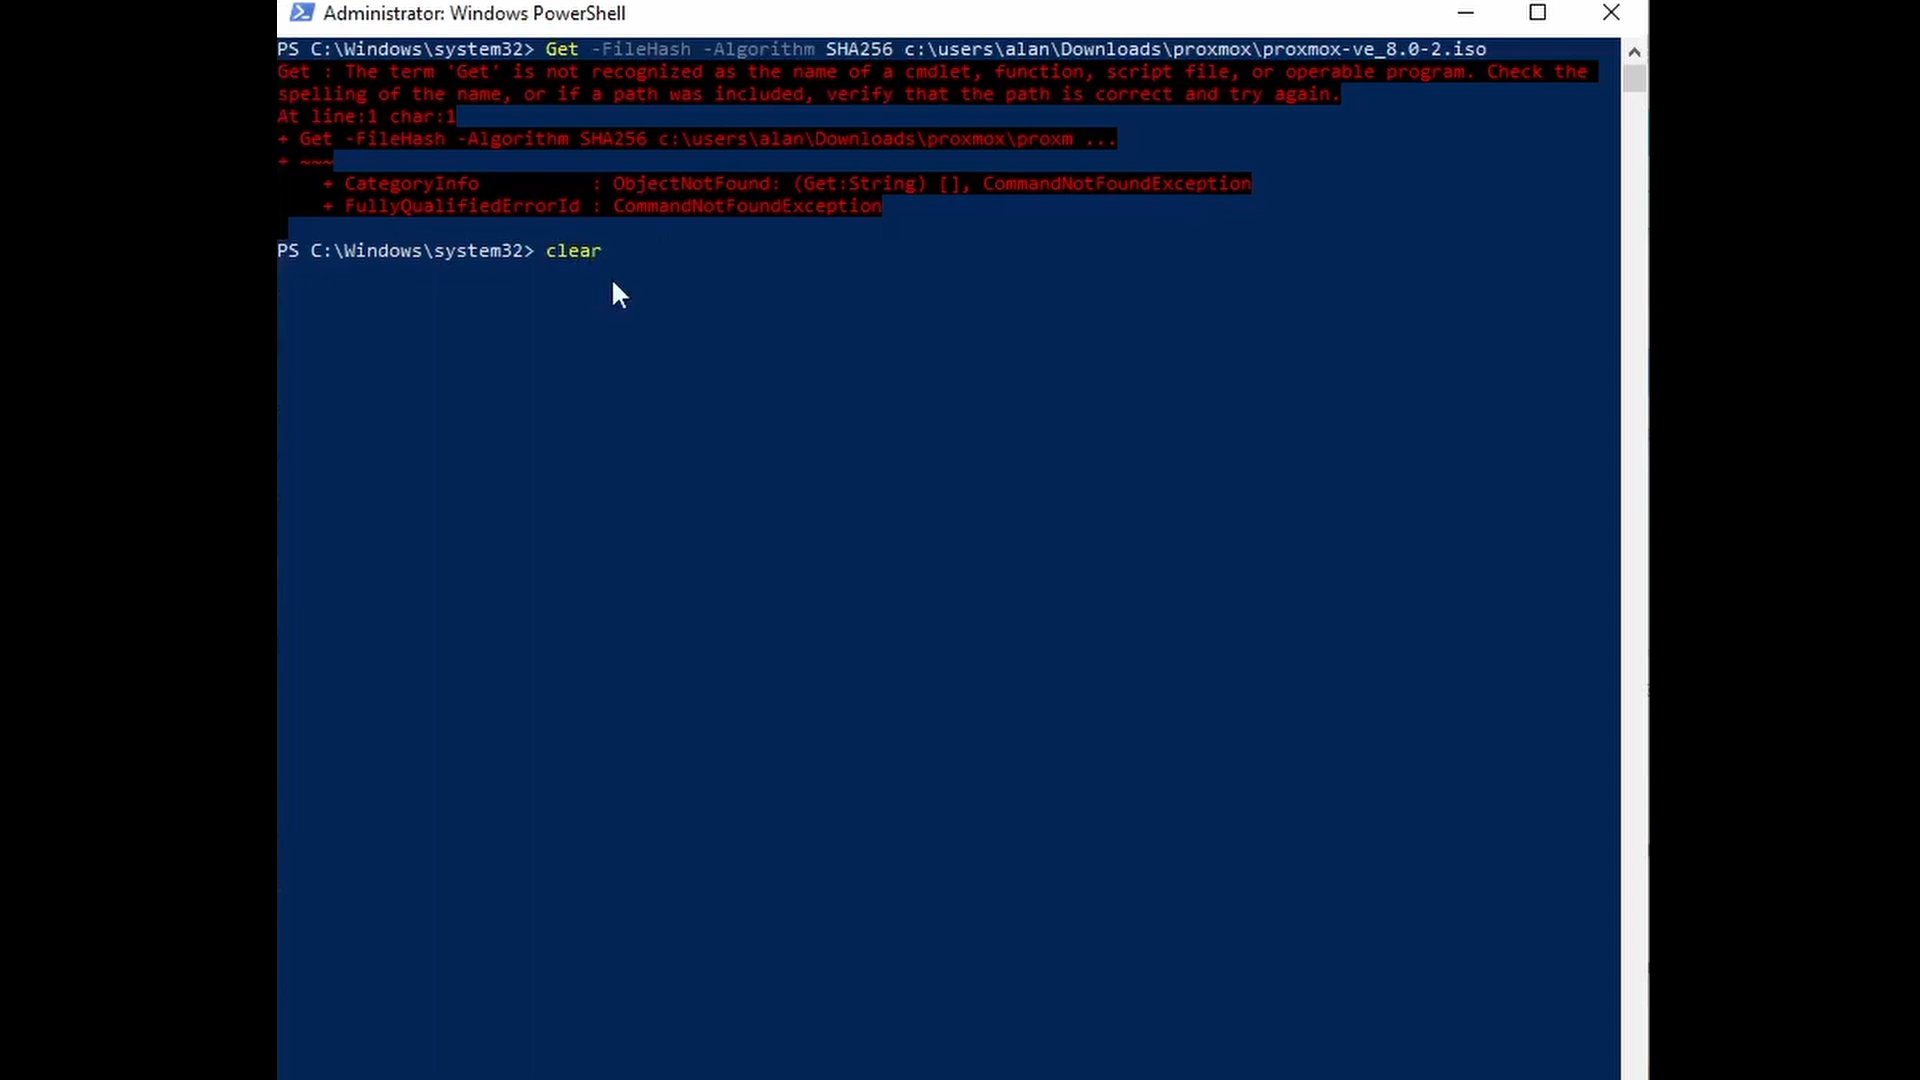 Administrator: Windows PowerShell
PS C:\Windows\system32> Get -FileHash -Algorithm SHA256 c:\users\alan\Downloads\proxmox\proxmox-ve_8.0-2.iso
Get : The term 'Get' is not recognized as the name of a cmdlet, function, script file, or operable program. Check the
spelling of the name, or if a path was included, verify that the path is correct and try again.
At line:1 char:1
+ Get -FileHash -Algorithm SHA256 c:\users\alan\Downloads\proxmox\proxm ...
+ ~~~
    + CategoryInfo          : ObjectNotFound: (Get:String) [], CommandNotFoundException
    + FullyQualifiedErrorId : CommandNotFoundException
PS C:\Windows\system32> clear